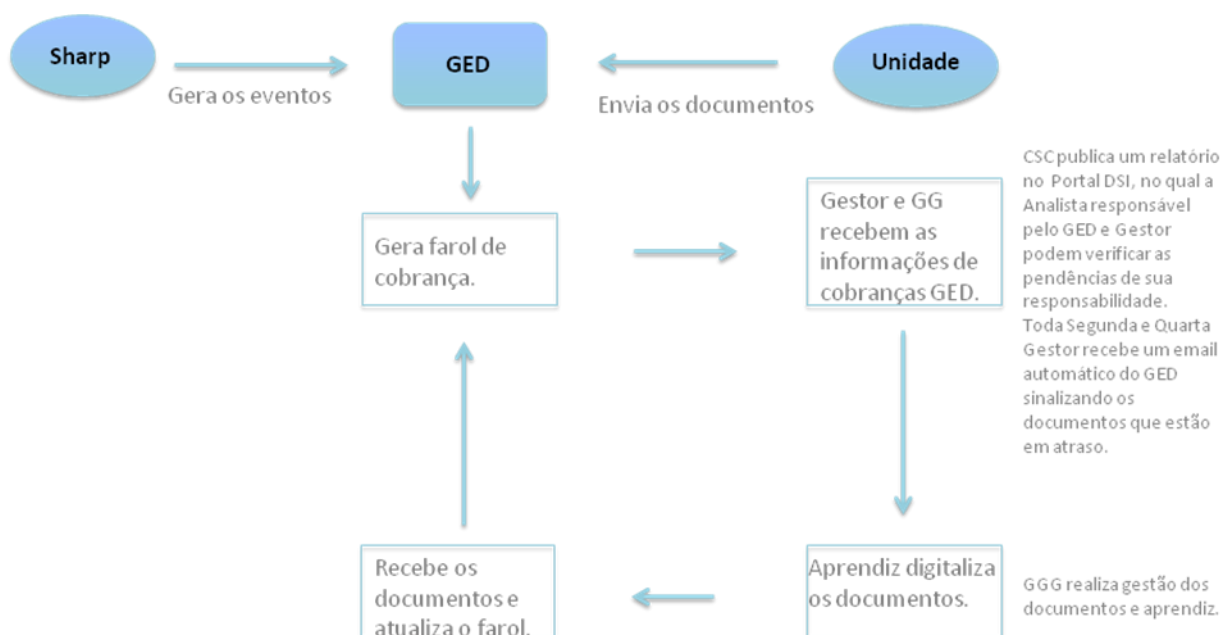 Sharp
GED
Unidade
Gera os eventos
Envia os documentos
Gera farol de
cobrança.
Gestor e GG
recebem as
informações de
cobranças GED.
CSC publica um relatório
no Portal DSI, no qual a
Analista responsável
pelo GED e Gestor
podem verificar as
pendências de sua
responsabilidade.
Toda Segunda e Quarta
Gestor recebe um email
automático do GED
sinalizando os
documentos que estão
em atraso.
Recebe os
documentos e
atualiza o farol.
Aprendiz digitaliza
os documentos.
GGG realiza gestão dos
documentos e aprendiz.